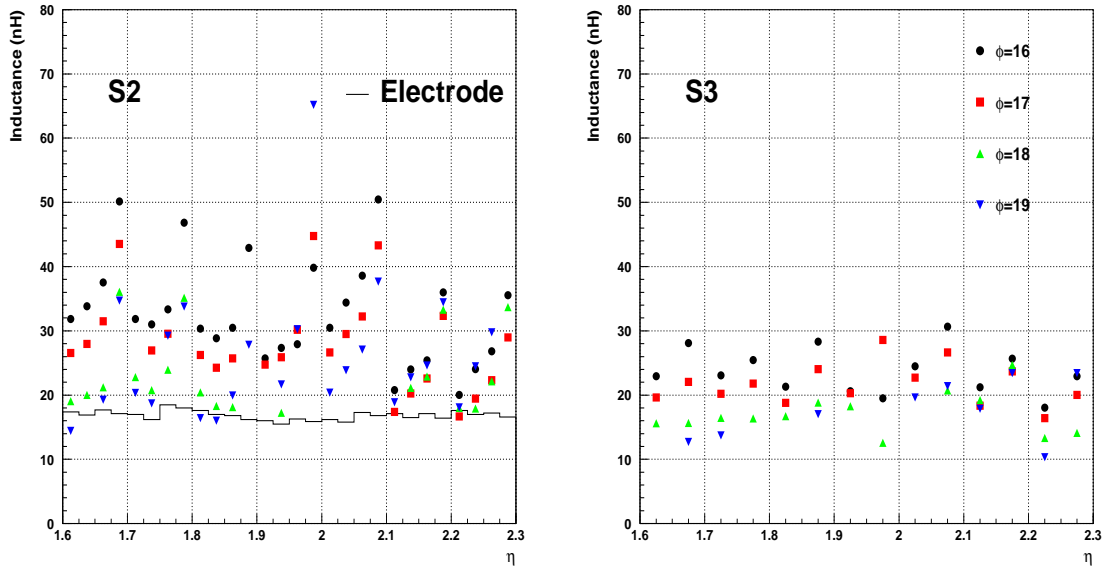 Inductance (nH)
80
70
60
50
40
30
20
10
0
S2
Electrode
1.6 1.7 1.8 1.9 2 2.1 2.2 2.3
η
Inductance (nH)
80
70
60
50
40
30
20
10
0
S3
ϕ=16
ϕ=17
ϕ=18
ϕ=19
1.6 1.7 1.8 1.9 2 2.1 2.2 2.3
η